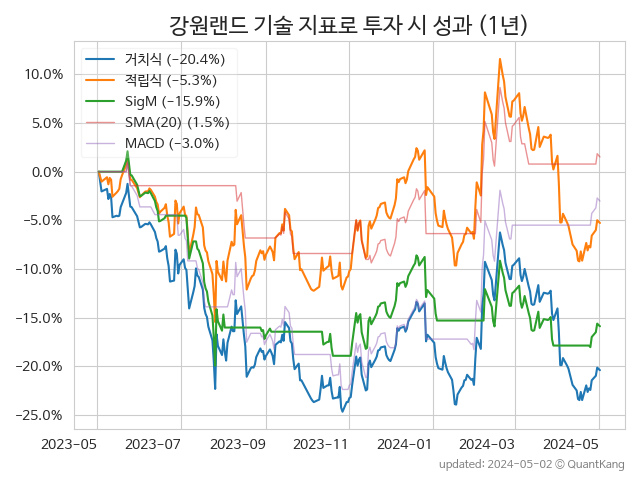 강원랜드 기술 지표로 투자 시 성과 (1년)
거치식 (−20.4%)
적립식 (−5.3%)
SigM (−15.9%)
SMA(20) (1.5%)
MACD (−3.0%)
10.0%
5.0%
0.0%
−5.0%
−10.0%
−15.0%
−20.0%
−25.0%
2023−05 2023−07 2023−09 2023−11 2024−01 2024−03 2024−05
updated: 2024−05−02 © QuantKang